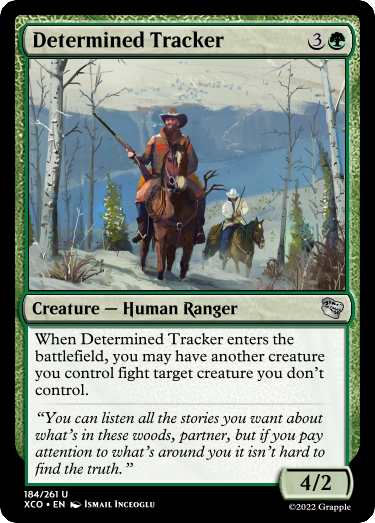 Determined Tracker 3
Creature — Human Ranger
When Determined Tracker enters the
battlefield, you may have another creature
you control fight target creature you don't
control.
“You can listen all the stories you want about
what's in these woods, partner, but if you pay
attention to what's around you it isn't hard to
find the truth.”
4/2
184/261 U
XCO • EN Ismail Inceoglu
©2022 Grapple